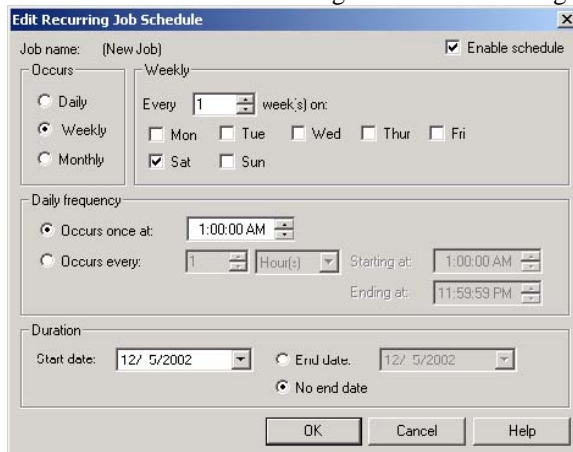 Edit Recurring Job Schedule
Job name: (New Job) Enable schedule
Occurs
Daily
Weekly
Monthly
Weekly
Every 1 week(s) on:
Mon Tue Wed Thur Fri
Sat Sun
Daily frequency
Occurs once at: 1:00:00 AM
Occurs every: 1 Hour(s) Starting at: 1:00:00 AM
Ending at: 11:59:59 PM
Duration
Start date: 12/ 5/2002 End date: 12/ 5/2002
No end date
OK Cancel Help